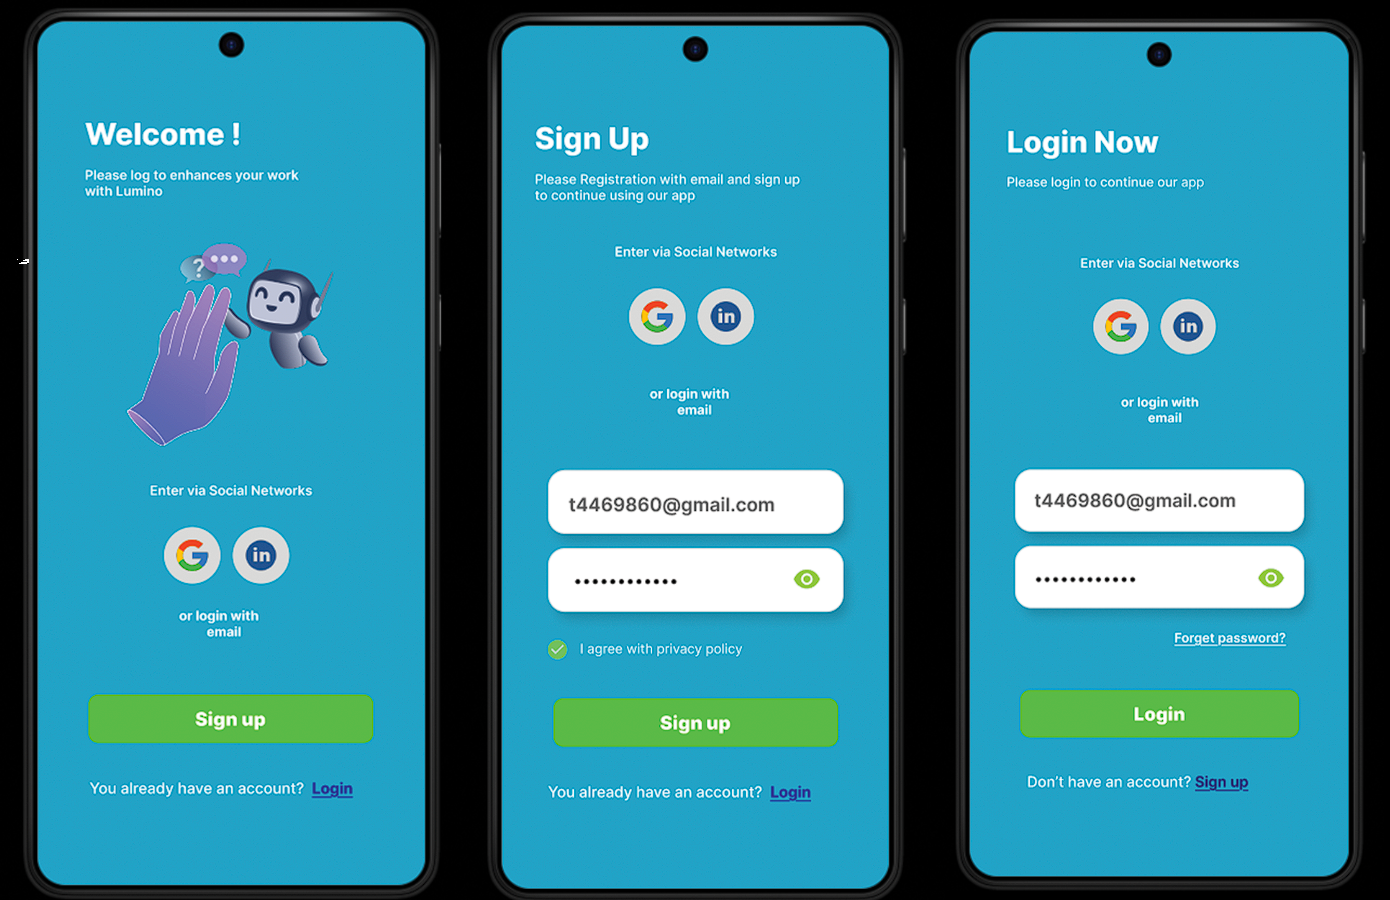 Welcome !
Please log to enhances your work
with Lumino
?
Enter via Social Networks
in
or login with
email
Sign up
You already have an account? Login
Sign Up
Please Registration with email and sign up
to continue using our app
Enter via Social Networks
G in
or login with
email
t4469860@gmail.com
••••••••••••
I agree with privacy policy
Sign up
You already have an account? Login
Login Now
Please login to continue our app
Enter via Social Networks
G in
or login with
email
t4469860@gmail.com
••••••••••••
Forget password?
Login
Don't have an account? Sign up